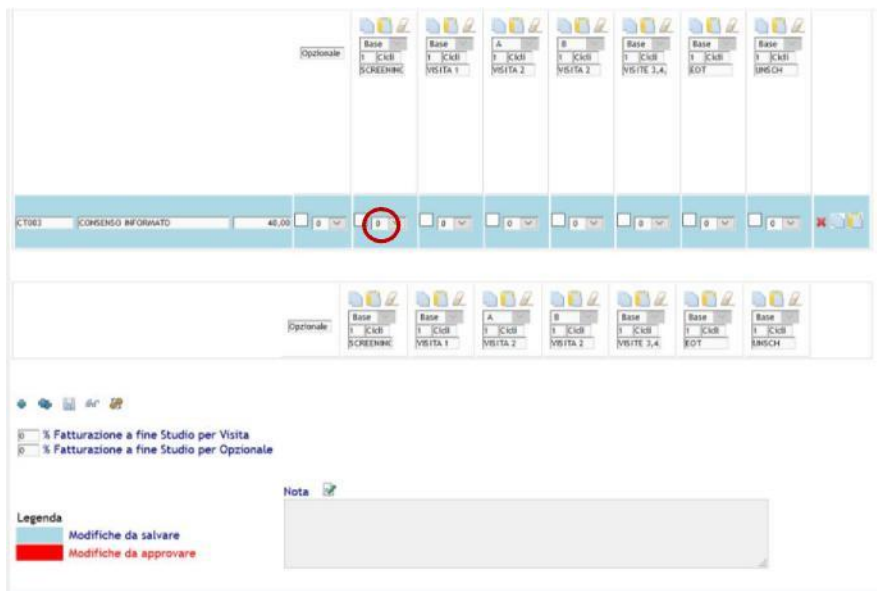 Opzionale
Base Base A B Base Base Base
1 Cicli 1 Cicli 1 Cicli 1 Cicli 1 Cicli 1 Cicli 1 Cicli
SCREENING VISITA 1 VISITA 2 VISITA 2 VISITE 3,4, EOT UNSCH
CT003 CONSENSO INFORMATO 40,00 0 0 0 0 0 0 0 0
Opzionale
Base Base A B Base Base Base
1 Cicli 1 Cicli 1 Cicli 1 Cicli 1 Cicli 1 Cicli 1 Cicli
SCREENING VISITA 1 VISITA 2 VISITA 2 VISITE 3,4, EOT UNSCH
0 % Fatturazione a fine Studio per Visita
0 % Fatturazione a fine Studio per Opzionale
Nota
Legenda
Modifiche da salvare
Modifiche da approvare